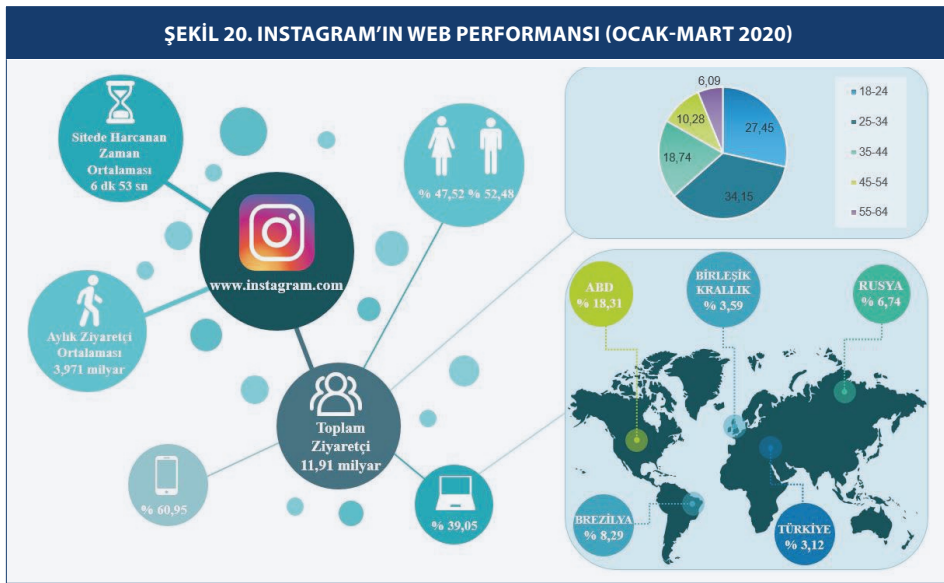 ŞEKİL 20. INSTAGRAM’IN WEB PERFORMANSI (OCAK-MART 2020)
Sitede Harcanan
Zaman
Ortalaması
6 dk 53 sn
% 47,52 % 52,48
www.instagram.com
Aylık Ziyaretçi
Ortalaması
3,971 milyar
Toplam
Ziyaretçi
11,91 milyar
% 60,95
% 39,05
6,09
10,28
27,45
18,74
34,15
18-24
25-34
35-44
45-54
55-64
ABD
% 18,31
BİRLEŞİK
KRALLIK
% 3,59
RUSYA
% 6,74
BREZİLYA
% 8,29
TÜRKİYE
% 3,12